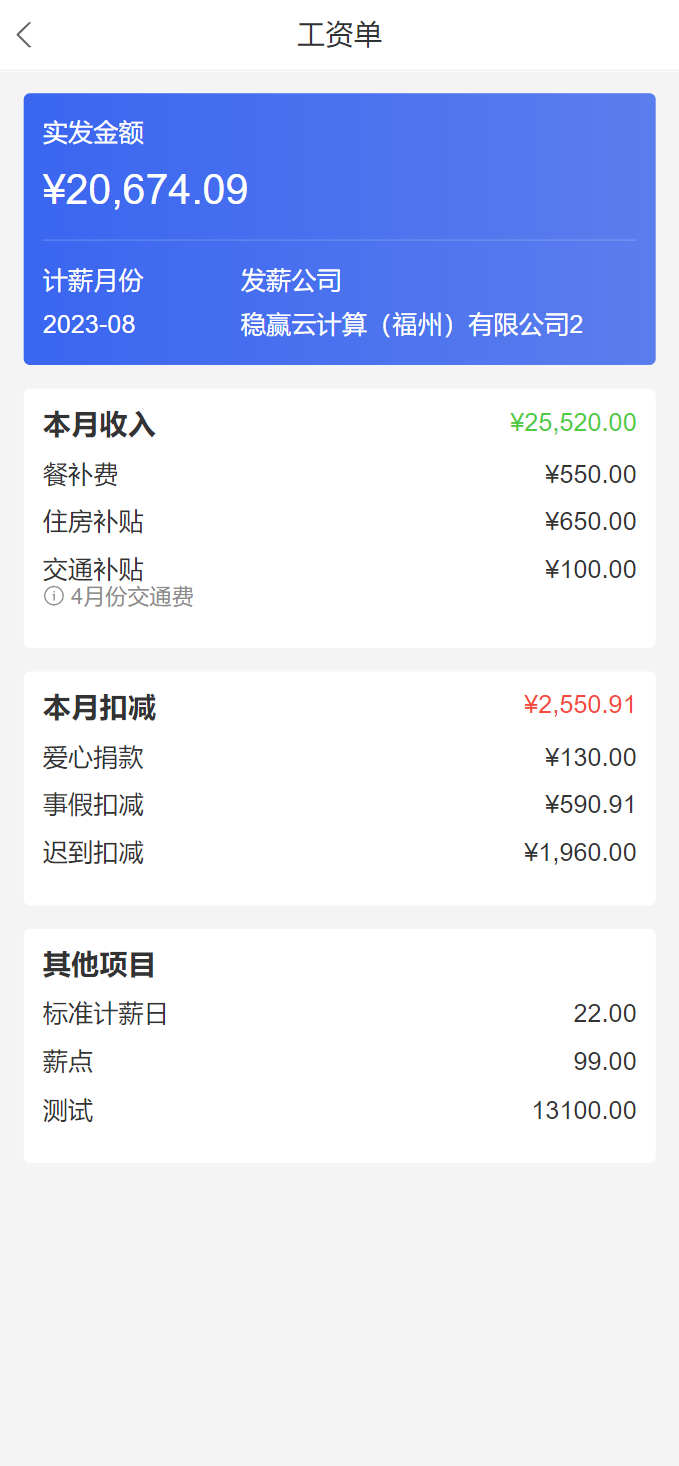 工资单
实发金额
¥20,674.09
计薪月份 发薪公司
2023-08 稳赢云计算（福州）有限公司2
本月收入 ¥25,520.00
餐补费 ¥550.00
住房补贴 ¥650.00
交通补贴 ¥100.00
4月份交通费
本月扣减 ¥2,550.91
爱心捐款 ¥130.00
事假扣减 ¥590.91
迟到扣减 ¥1,960.00
其他项目
标准计薪日 22.00
薪点 99.00
测试 13100.00